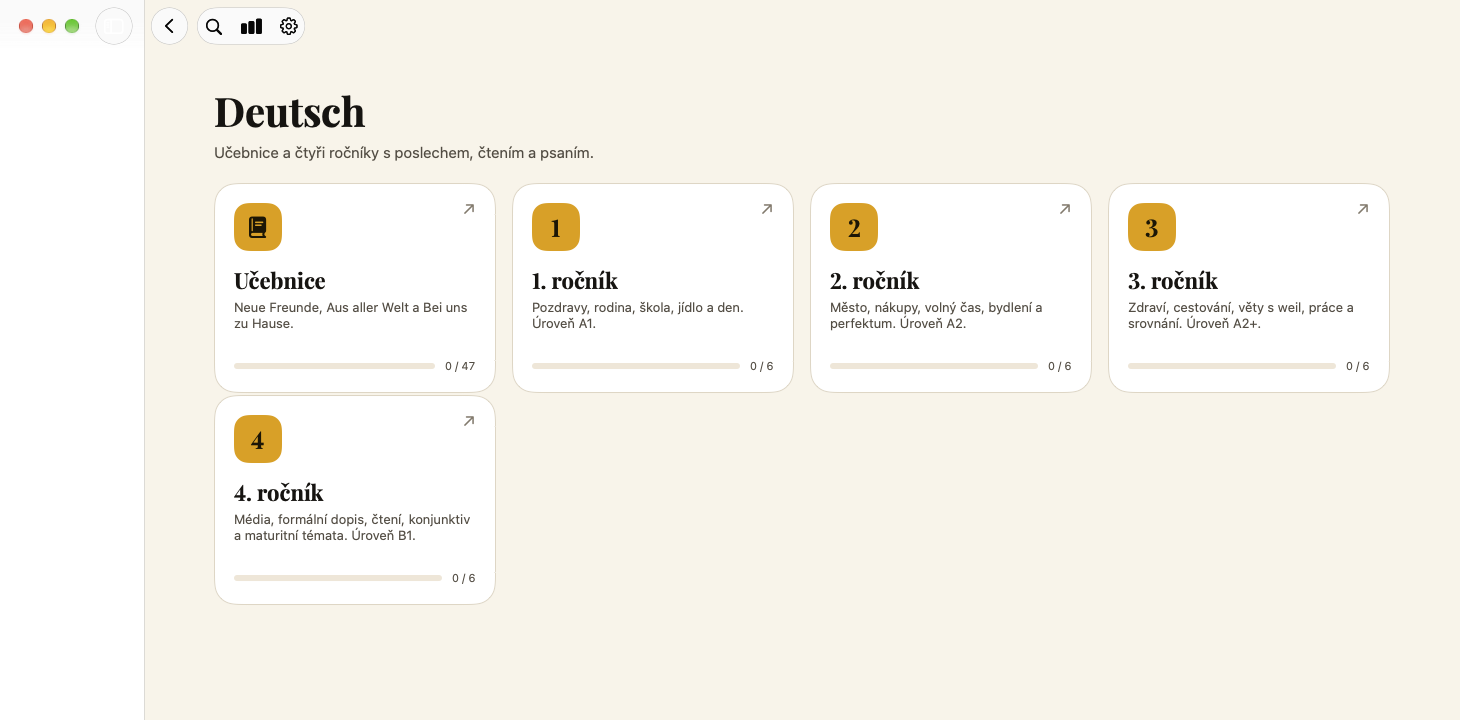 Deutsch
Učebnice a čtyři ročníky s poslechem, čtením a psaním.
Učebnice
Neue Freunde, Aus aller Welt a Bei uns
zu Hause.
0 / 47
1
1. ročník
Pozdravy, rodina, škola, jídlo a den.
Úroveň A1.
0 / 6
2
2. ročník
Město, nákupy, volný čas, bydlení a
perfektum. Úroveň A2.
0 / 6
3
3. ročník
Zdraví, cestování, věty s weil, práce a
srovnání. Úroveň A2+.
0 / 6
4
4. ročník
Média, formální dopis, čtení, konjunktiv
a maturitní témata. Úroveň B1.
0 / 6